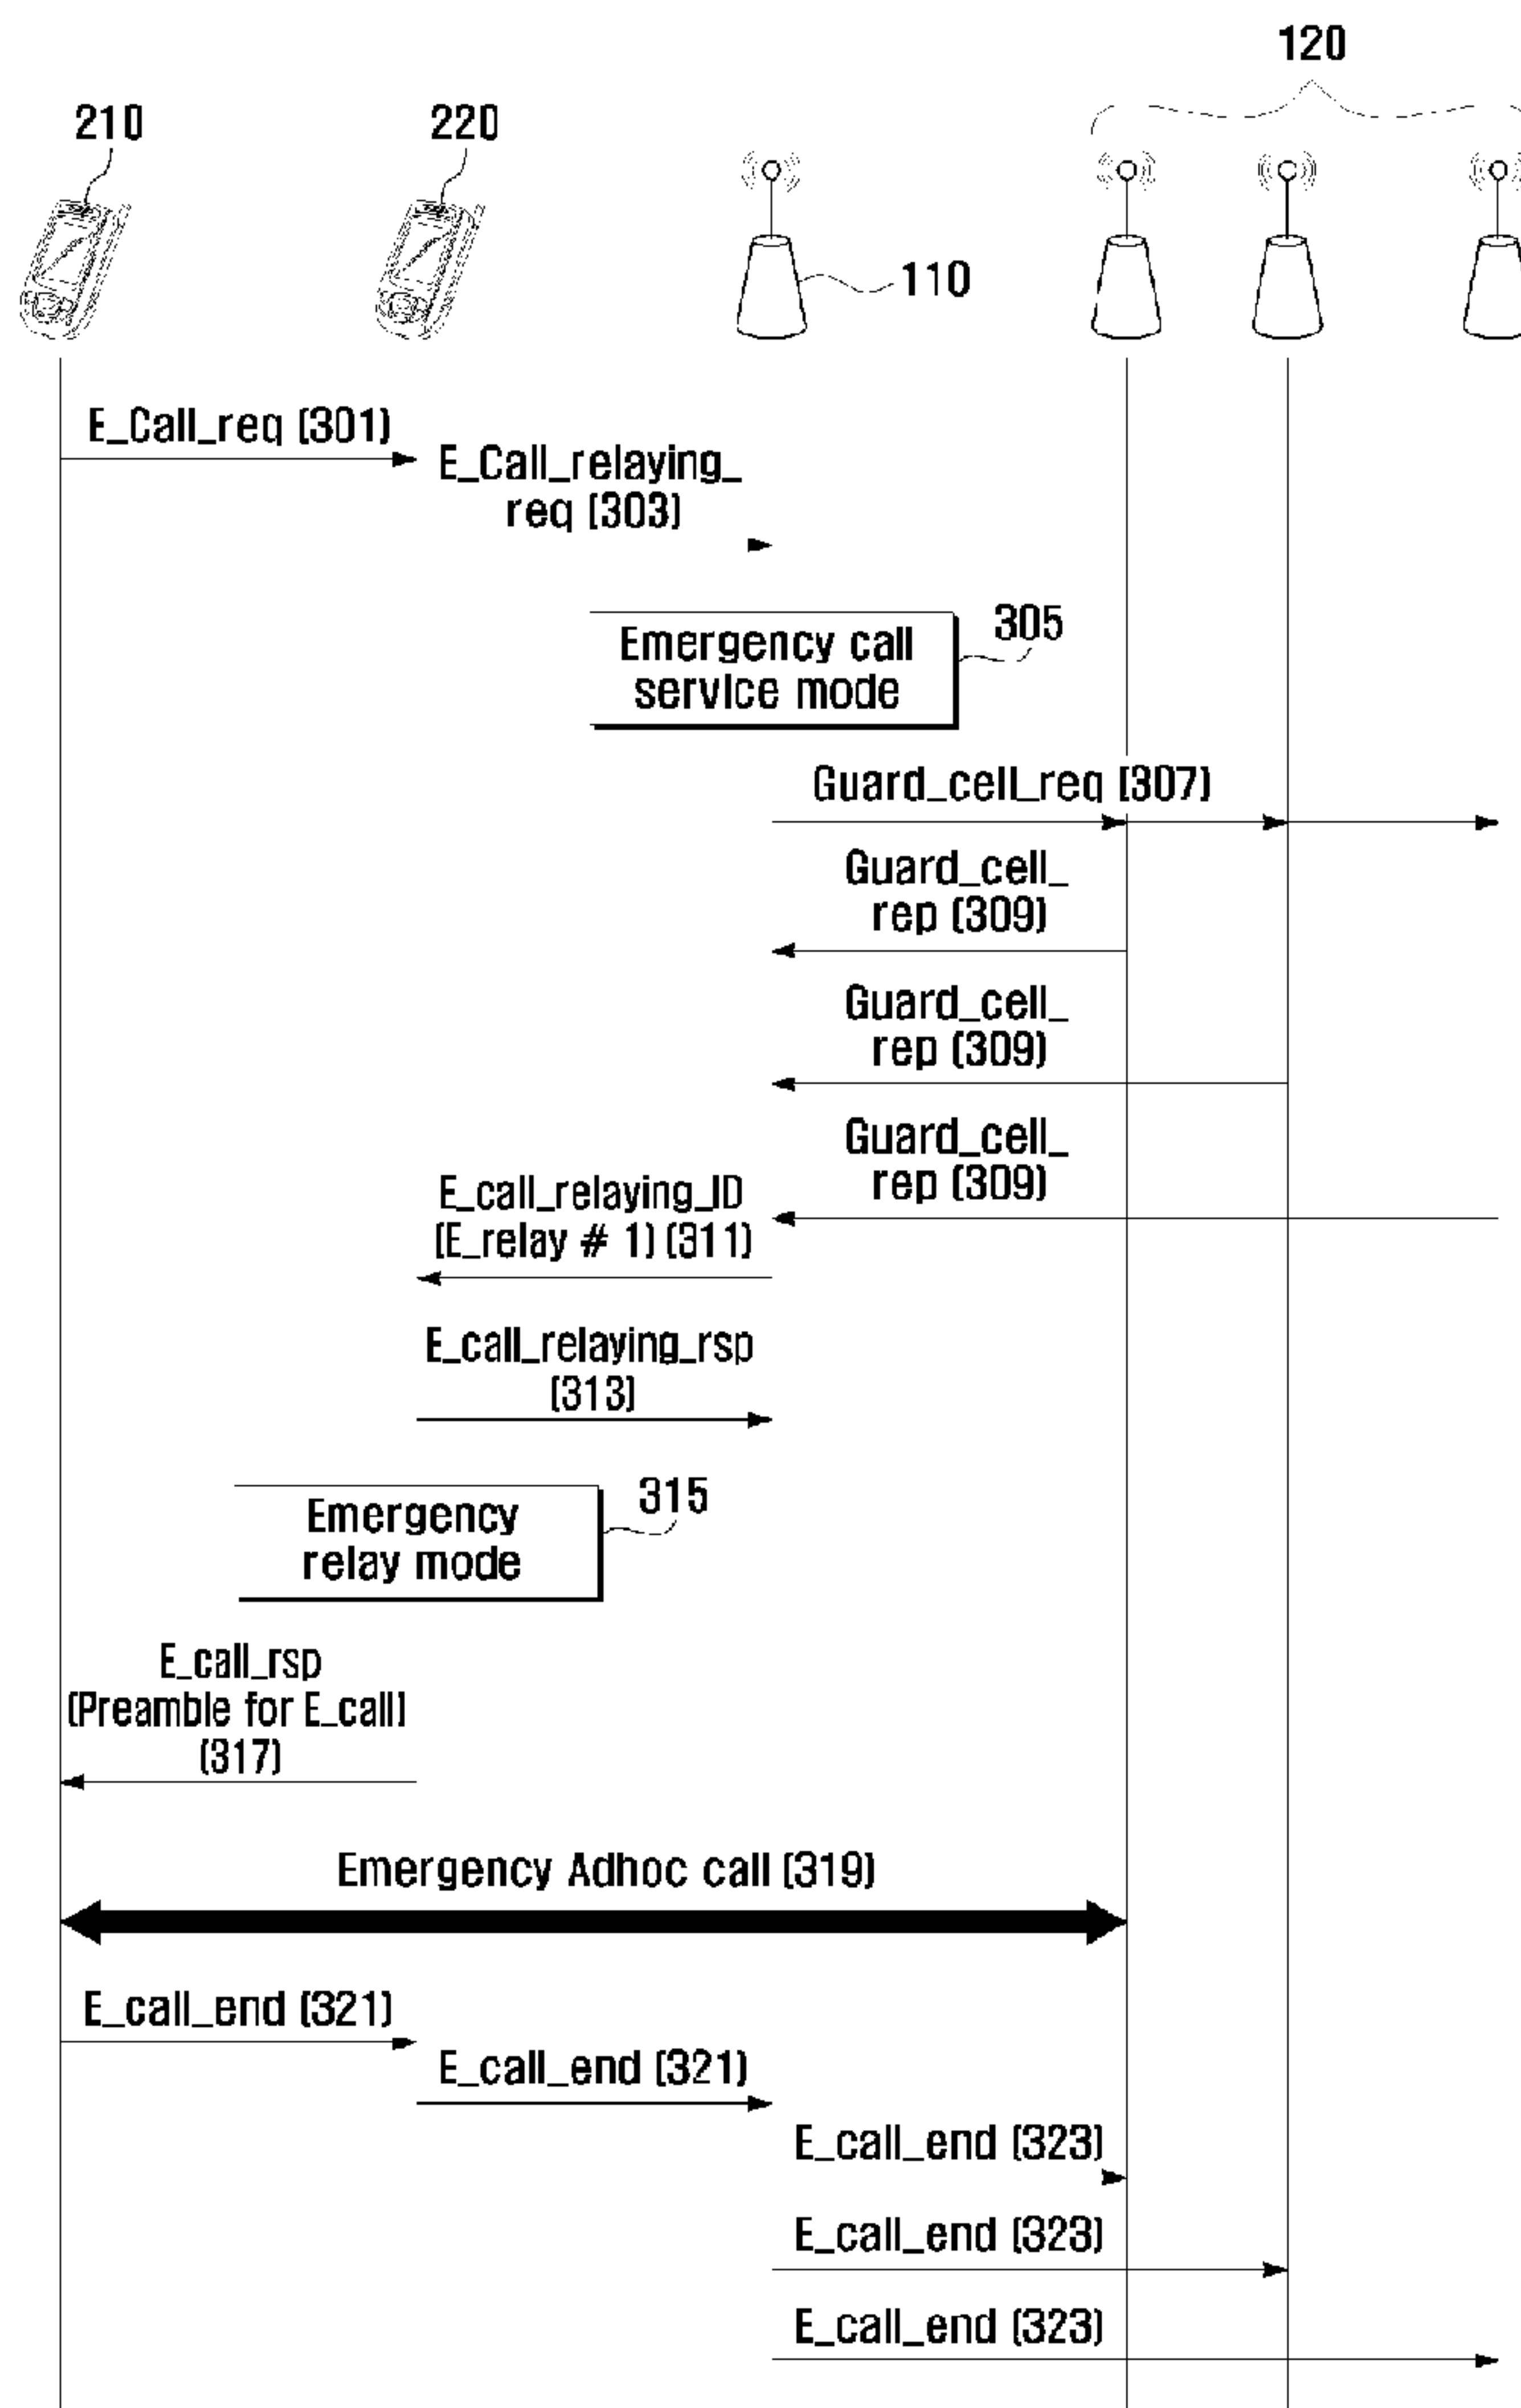 120
210
220
110
E_Call_req (301)
E_Call_relaying_
req (303)
305
Emergency call
service mode
Guard_cell_req (307)
Guard_cell_
rep (309)
Guard_cell_
rep (309)
Guard_cell_
rep (309)
E_call_relaying_ID
(E_relay # 1) (311)
E_call_relaying_rsp
(313)
315
Emergency
relay mode
E_call_rsp
(Preamble for E_call)
(317)
Emergency Adhoc call (319)
E_call_end (321)
E_call_end (321)
E_call_end (323)
E_call_end (323)
E_call_end (323)